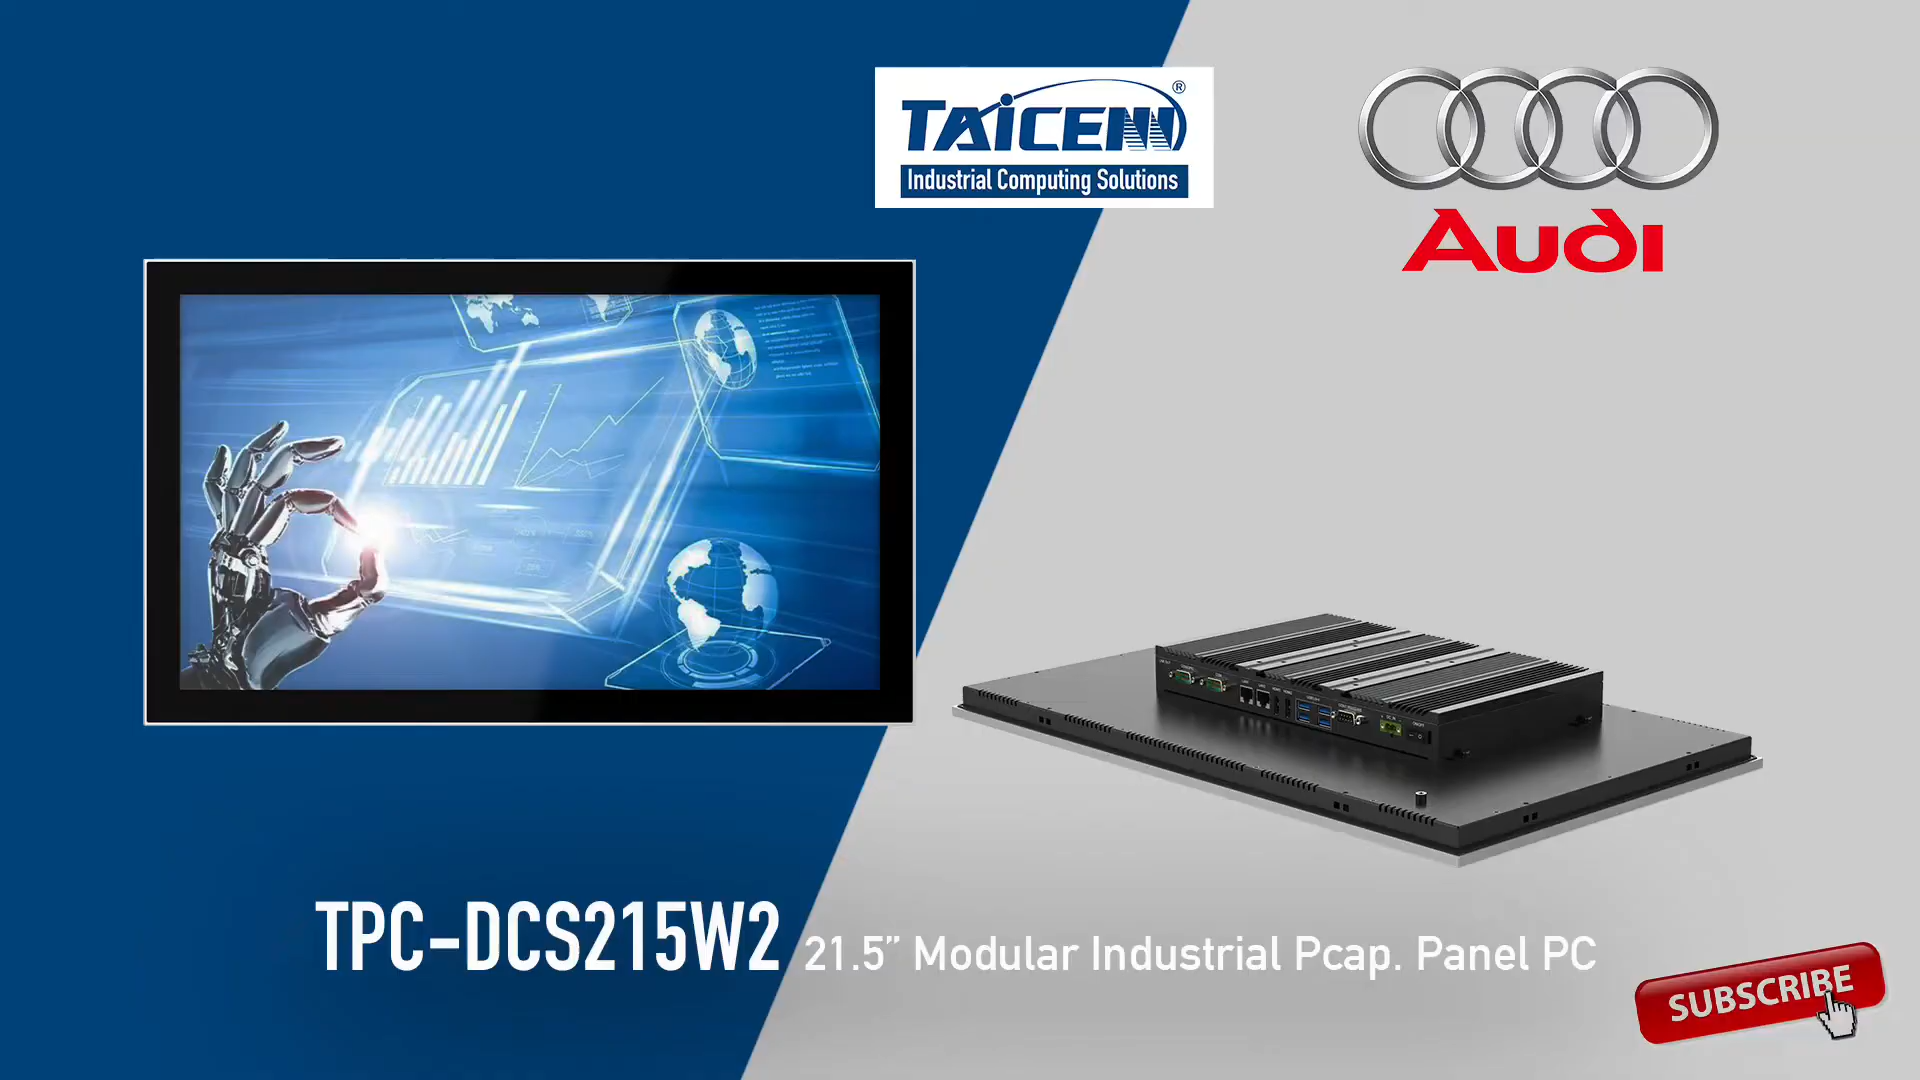 TAiCENN®
Industrial Computing Solutions
Audi
TPC-DCS215W2 21.5” Modular Industrial Pcap. Panel PC
SUBSCRIBE